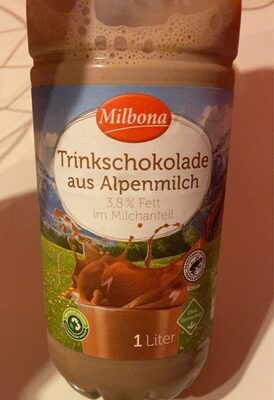 Milbona
Trinkschokolade
aus Alpenmilch
3,8 % Fett
im Milchanteil
1 Liter